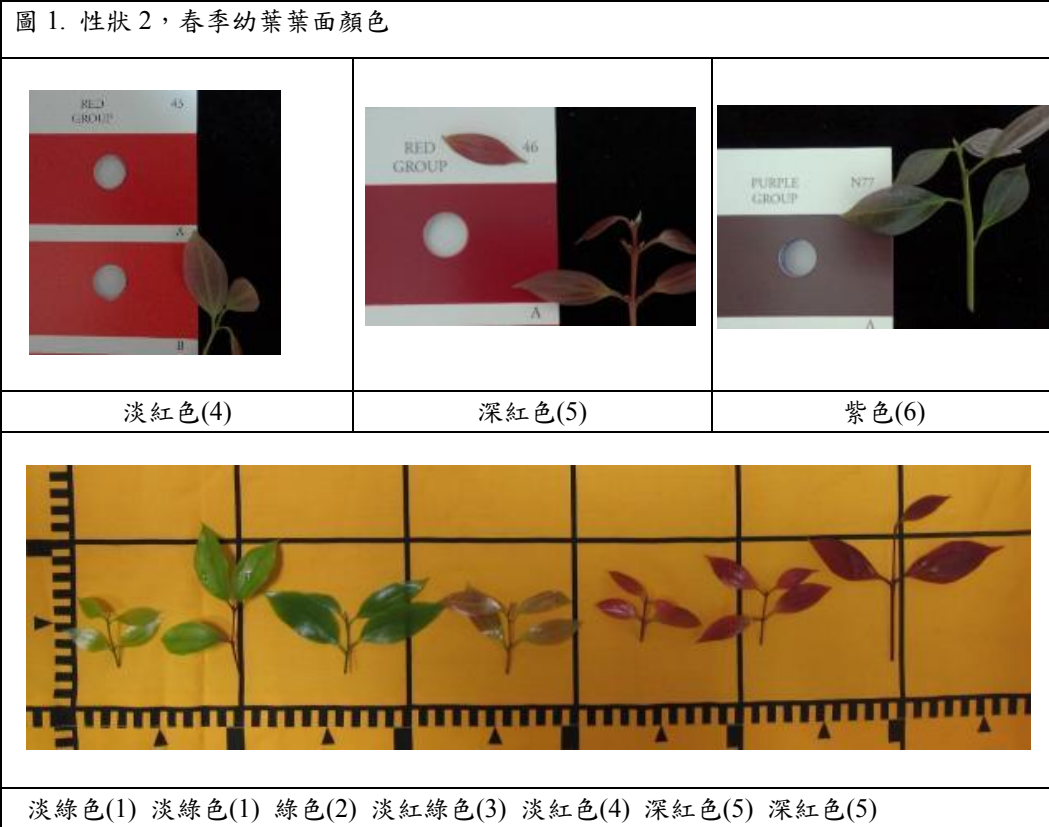 圖 1. 性狀 2，春季幼葉葉面顏色
RED 45
GROUP
A
B
RED 46
GROUP
A
PURPLE N77
GROUP
A
淡紅色(4) 深紅色(5) 紫色(6)
淡綠色(1) 淡綠色(1) 綠色(2) 淡紅綠色(3) 淡紅色(4) 深紅色(5) 深紅色(5)